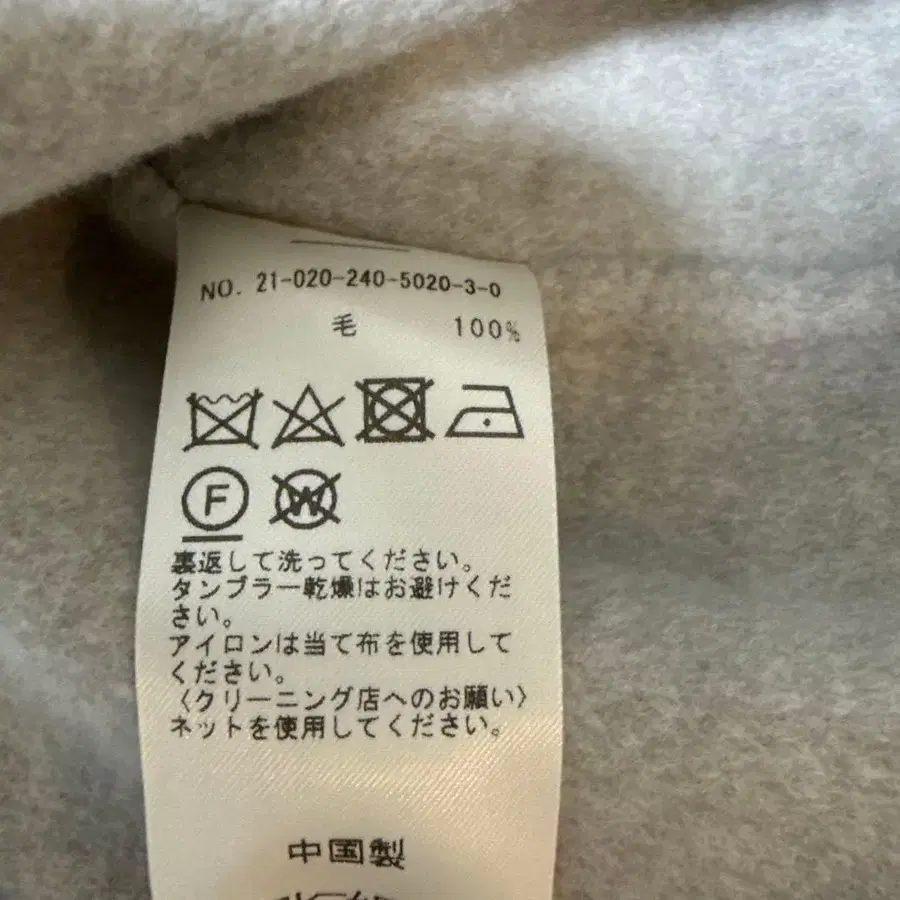 NO. 21-020-240-5020-3-0
毛 100%
F W
裏返して洗ってください。
タンブラー乾燥はお避けくだ
さい。
アイロンは当て布を使用して
ください。
〈クリーニング店へのお願い〉
ネットを使用してください。
中国製